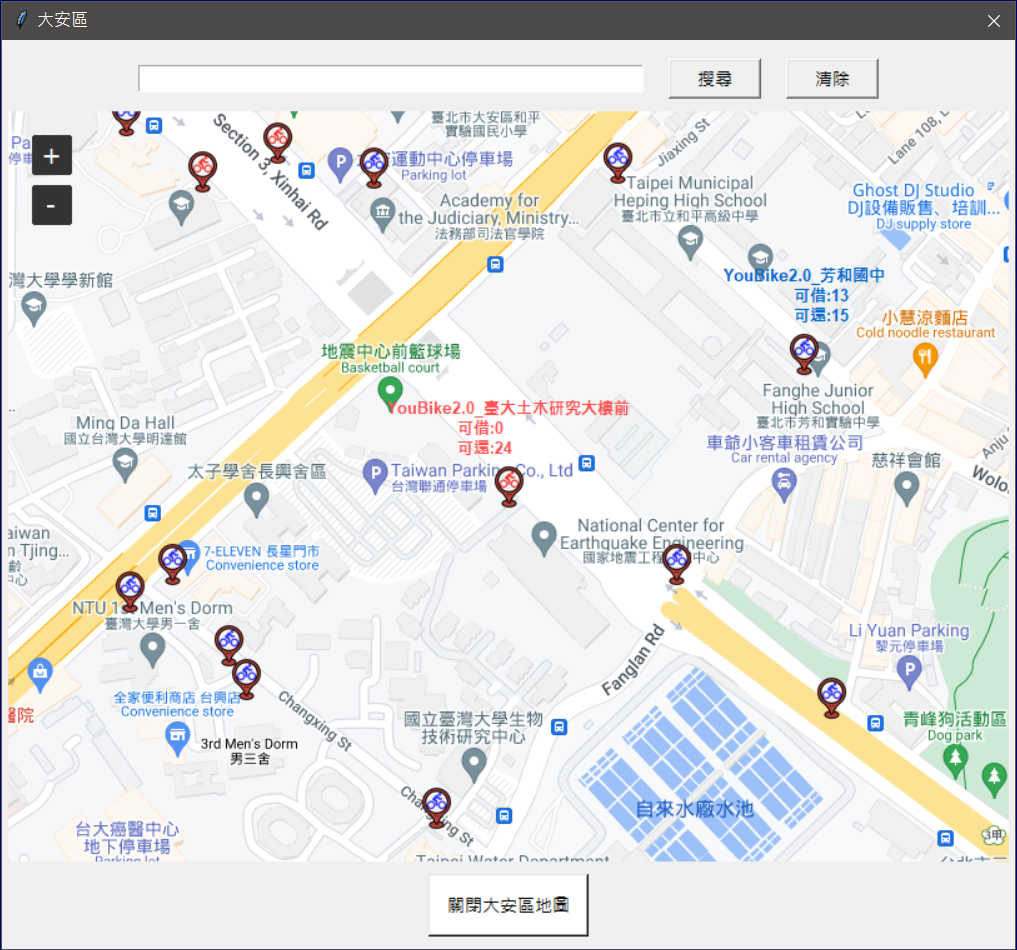 大安區
搜尋
清除
臺北市大安區和平
實驗國民小學
Section 3, Xinhai Rd
運動中心停車場
Parking lot
Jiaxing St
Lane 108,
+
-
Academy for
the Judiciary, Ministry...
法務部司法官學院
Taipei Municipal
Heping High School
臺北市立和平高級中學
Ghost DJ Studio
DJ設備販售、培訓...
DJ supply store
灣大學學新館
YouBike2.0_芳和國中
可借:13
可還:15
小慧涼麵店
Cold noodle restaurant
地震中心前籃球場
Basketball court
Fanghe Junior
High School
臺北市芳和實驗中學
YouBike2.0_臺大土木研究大樓前
可借:0
可還:24
Ming Da Hall
國立台灣大學明達館
車爺小客車租賃公司
Car rental agency
Anju
慈祥會館
Wolo
太子學舍長興舍區
Taiwan Parking Co., Ltd
台灣聯通停車場
National Center for
Earthquake Engineering
國家地震工程 中心
aiwan
n Tjing...
齡
中心
7-ELEVEN 長星門市
Convenience store
NTU 1st Men's Dorm
臺灣大學男一舍
Li Yuan Parking
黎元停車場
Fanglan Rd
醫院
全家便利商店 台興店
Convenience store
Changxing St
3rd Men's Dorm
男三舍
國立臺灣大學生物
技術研究中心
青峰狗活動區
Dog park
自來水廠水池
Changxing St
台大癌醫中心
地下停車場
Parking lot
3甲
Taipei Water Department
關閉大安區地圖